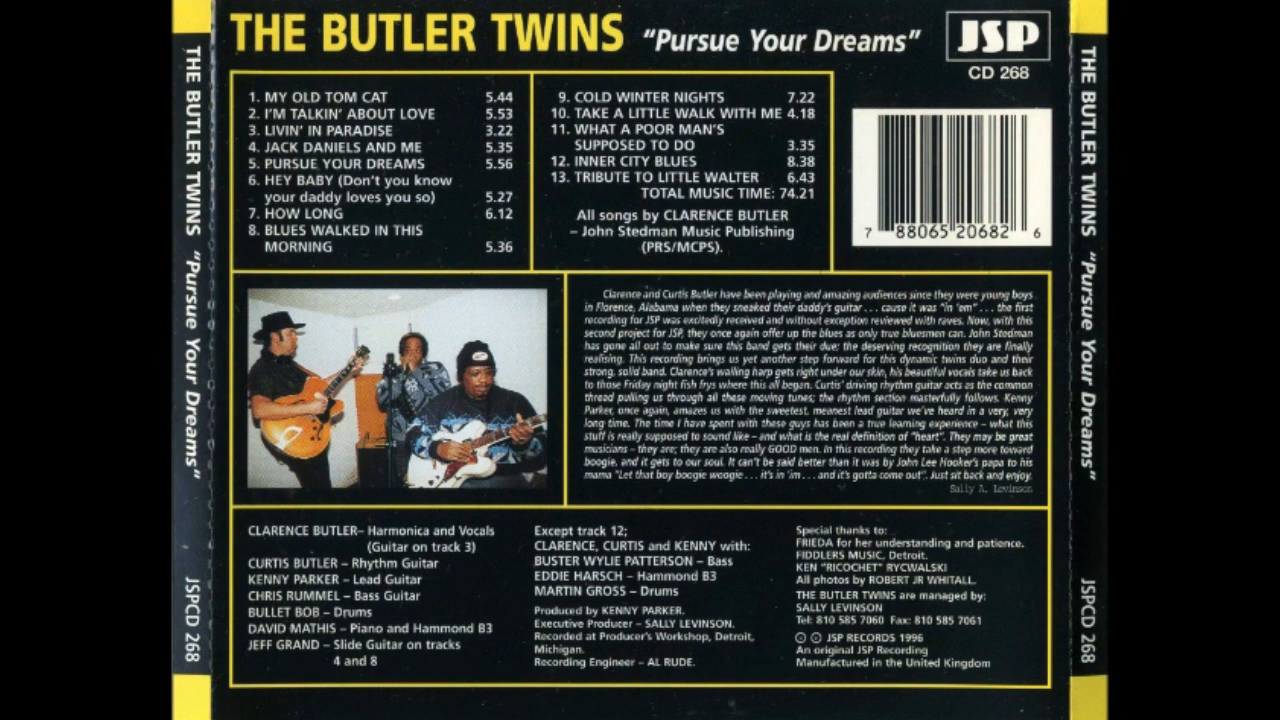 THE BUTLER TWINS "Pursue Your Dreams"
JSP
CD 268
1. MY OLD TOM CAT 5.44
2. I'M TALKIN' ABOUT LOVE 5.53
3. LIVIN' IN PARADISE 3.22
4. JACK DANIELS AND ME 5.35
5. PURSUE YOUR DREAMS 5.56
6. HEY BABY (Don't you know
your daddy loves you so) 5.27
7. HOW LONG 6.12
8. BLUES WALKED IN THIS
MORNING 5.36
9. COLD WINTER NIGHTS 7.22
10. TAKE A LITTLE WALK WITH ME 4.18
11. WHAT A POOR MAN'S
SUPPOSED TO DO 3.35
12. INNER CITY BLUES 8.38
13. TRIBUTE TO LITTLE WALTER 6.43
TOTAL MUSIC TIME: 74.21
All songs by CLARENCE BUTLER
– John Stedman Music Publishing
(PRS/MCPS).
7 88065 20682 6
Clarence and Curtis Butler have been playing and amazing audiences since they were young boys
in Florence, Alabama when they sneaked their daddy's guitar . . . cause it was "in 'em" . . . the first
recording for JSP was excitedly received and without exception reviewed with raves. Now, with this
second project for JSP, they once again offer up the blues as only true bluesmen can. John Stedman
has gone all out to make sure this band gets their due; the deserving recognition they are finally
realising. This recording brings us yet another step forward for this dynamic twins duo and their
strong, solid band. Clarence's wailing harp gets right under our skin, his beautiful vocals take us back
to those Friday night fish frys where this all began. Curtis' driving rhythm guitar acts as the common
thread pulling us through all these moving tunes; the rhythm section masterfully follows. Kenny
Parker, once again, amazes us with the sweetest, meanest lead guitar we've heard in a very, very
long time. The time I have spent with these guys has been a true learning experience – what this
stuff is really supposed to sound like – and what is the real definition of "heart". They may be great
musicians – they are; they are also really GOOD men. In this recording they take a step more toward
boogie, and it gets to our soul. It can't be said better than it was by John Lee Hooker's papa to his
mama "Let that boy boogie woogie . . . it's in 'im . . . and it's gotta come out". Just sit back and enjoy.
Sally A. Levinson
CLARENCE BUTLER– Harmonica and Vocals
(Guitar on track 3)
CURTIS BUTLER – Rhythm Guitar
KENNY PARKER – Lead Guitar
CHRIS RUMMEL – Bass Guitar
BULLET BOB – Drums
DAVID MATHIS – Piano and Hammond B3
JEFF GRAND – Slide Guitar on tracks
4 and 8
Except track 12;
CLARENCE, CURTIS and KENNY with:
BUSTER WYLIE PATTERSON – Bass
EDDIE HARSCH – Hammond B3
MARTIN GROSS – Drums
Produced by KENNY PARKER.
Executive Producer – SALLY LEVINSON.
Recorded at Producer's Workshop, Detroit,
Michigan.
Recording Engineer – AL RUDE.
Special thanks to:
FRIEDA for her understanding and patience.
FIDDLERS MUSIC, Detroit.
KEN "RICOCHET" RYCWALSKI
All photos by ROBERT JR WHITALL.
THE BUTLER TWINS are managed by:
SALLY LEVINSON
Tel: 810 585 7060 Fax: 810 585 7061
Ⓟ © JSP RECORDS 1996
An original JSP Recording
Manufactured in the United Kingdom
THE BUTLER TWINS "Pursue Your Dreams" JSPCD 268
THE BUTLER TWINS "Pursue Your Dreams" JSPCD 268